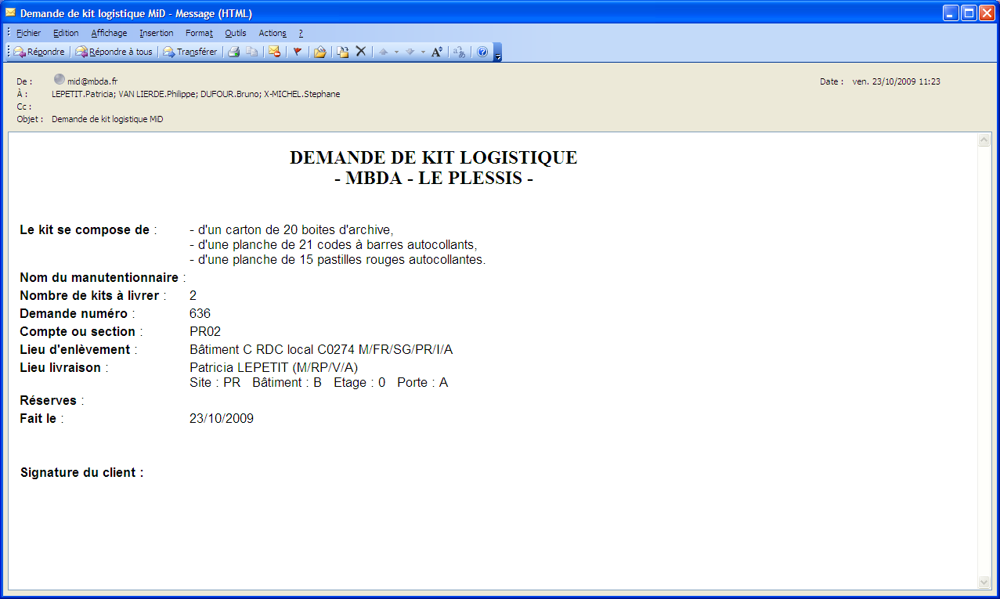 Demande de kit logistique MiD - Message (HTML)
Fichier Edition Affichage Insertion Format Outils Actions ?
Répondre Répondre à tous Transférer
De : mid@mbda.fr Date : ven. 23/10/2009 11:23
À : LEPETIT.Patricia; VAN LIERDE.Philippe; DUFOUR.Bruno; X-MICHEL.Stephane
Cc :
Objet : Demande de kit logistique MiD
DEMANDE DE KIT LOGISTIQUE
- MBDA - LE PLESSIS -
Le kit se compose de : - d'un carton de 20 boites d'archive,
- d'une planche de 21 codes à barres autocollants,
- d'une planche de 15 pastilles rouges autocollantes.
Nom du manutentionnaire :
Nombre de kits à livrer : 2
Demande numéro : 636
Compte ou section : PR02
Lieu d'enlèvement : Bâtiment C RDC local C0274 M/FR/SG/PR/I/A
Lieu livraison : Patricia LEPETIT (M/RP/V/A)
Site : PR Bâtiment : B Etage : 0 Porte : A
Réserves :
Fait le : 23/10/2009
Signature du client :